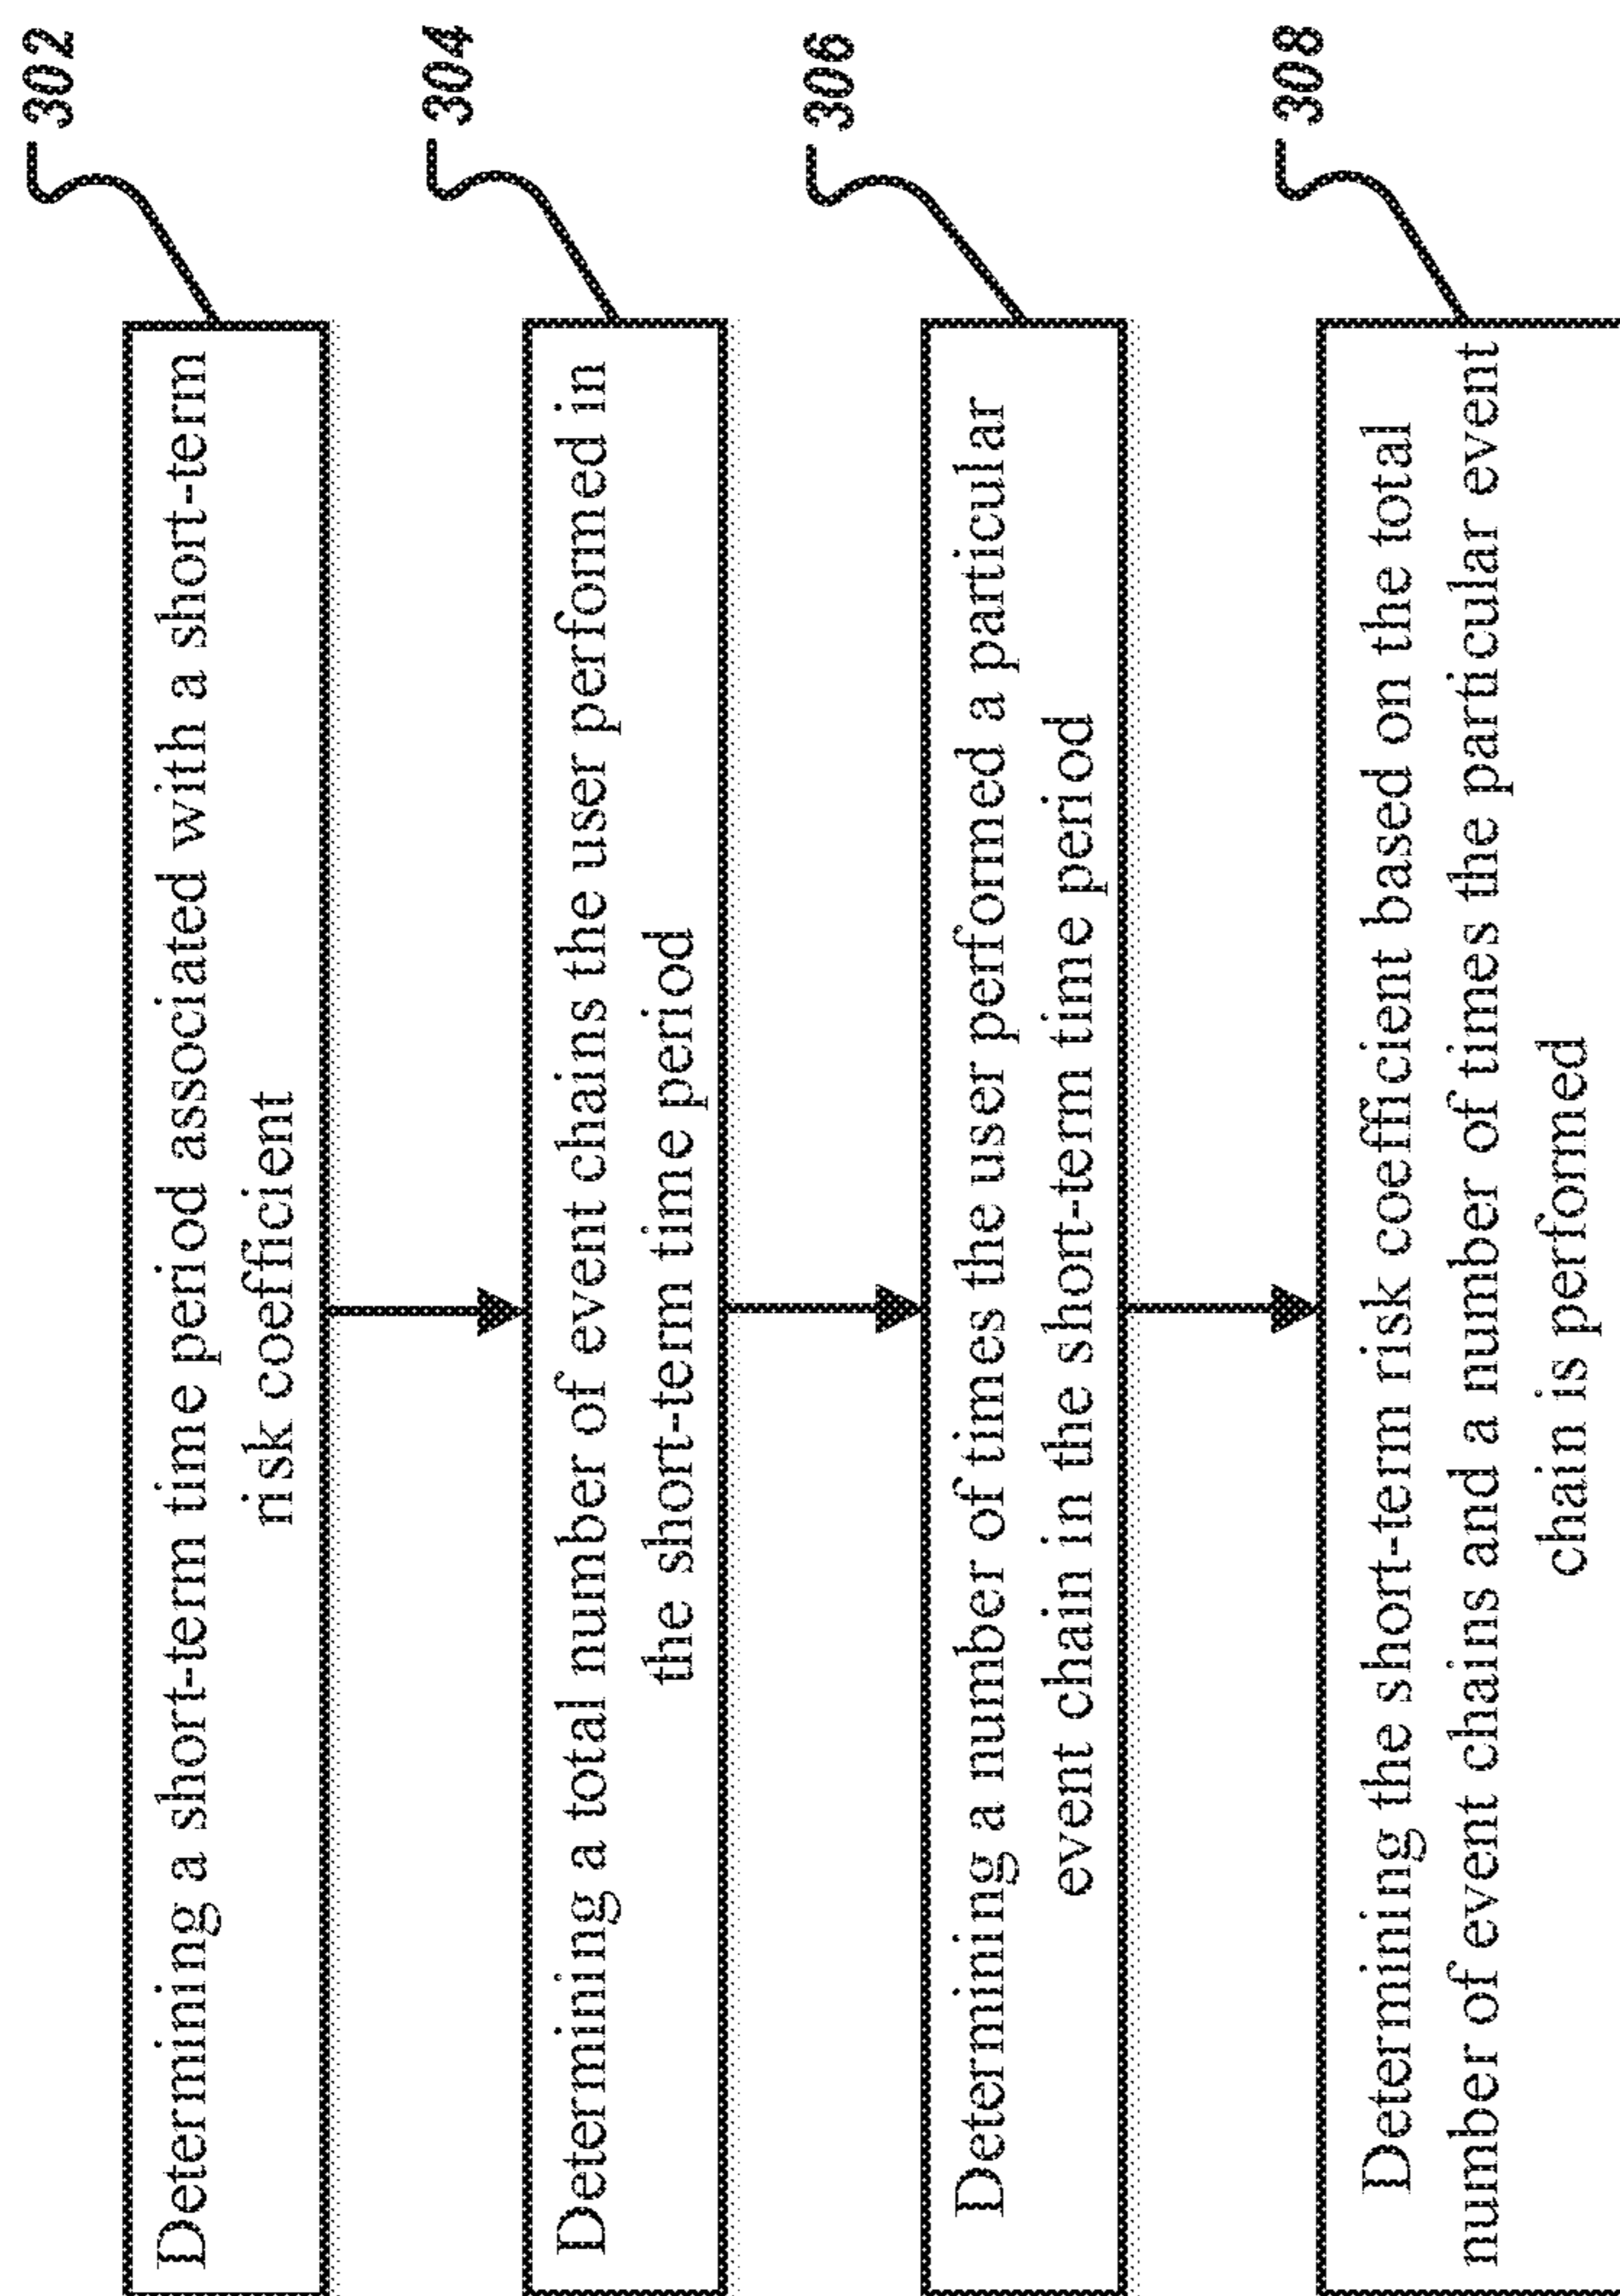 302
Determining a short-term time period associated with a short-term
risk coefficient
304
Determining a total number of event chains the user performed in
the short-term time period
306
Determining a number of times the user performed a particular
event chain in the short-term time period
308
Determining the short-term risk coefficient based on the total
number of event chains and a number of times the particular event
chain is performed